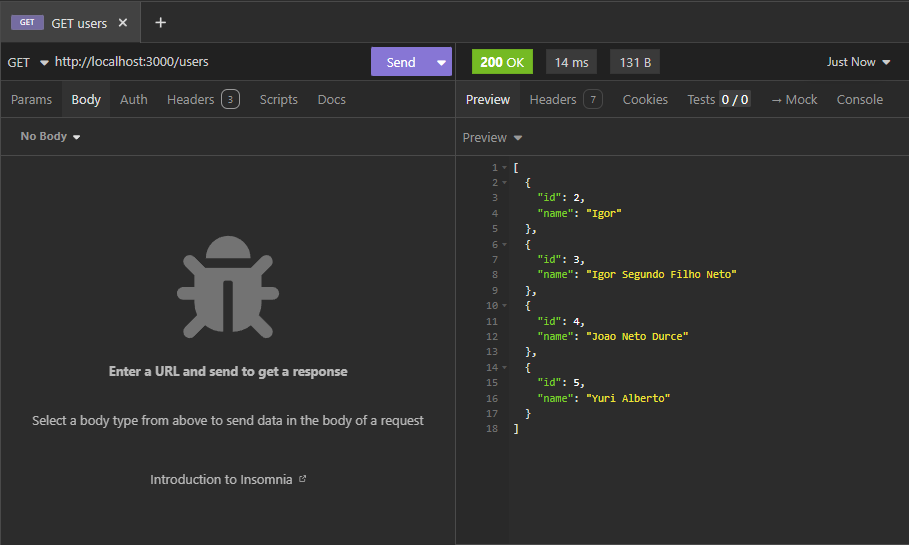 GET GET users
GET http://localhost:3000/users Send
200 OK 14 ms 131 B Just Now
Params Body Auth Headers 3 Scripts Docs
Preview Headers 7 Cookies Tests 0 / 0 → Mock Console
No Body
Preview
1 [
2 {
3 "id": 2,
4 "name": "Igor"
5 },
6 {
7 "id": 3,
8 "name": "Igor Segundo Filho Neto"
9 },
10 {
11 "id": 4,
12 "name": "Joao Neto Durce"
13 },
14 {
15 "id": 5,
16 "name": "Yuri Alberto"
17 }
18 ]
Enter a URL and send to get a response
Select a body type from above to send data in the body of a request
Introduction to Insomnia